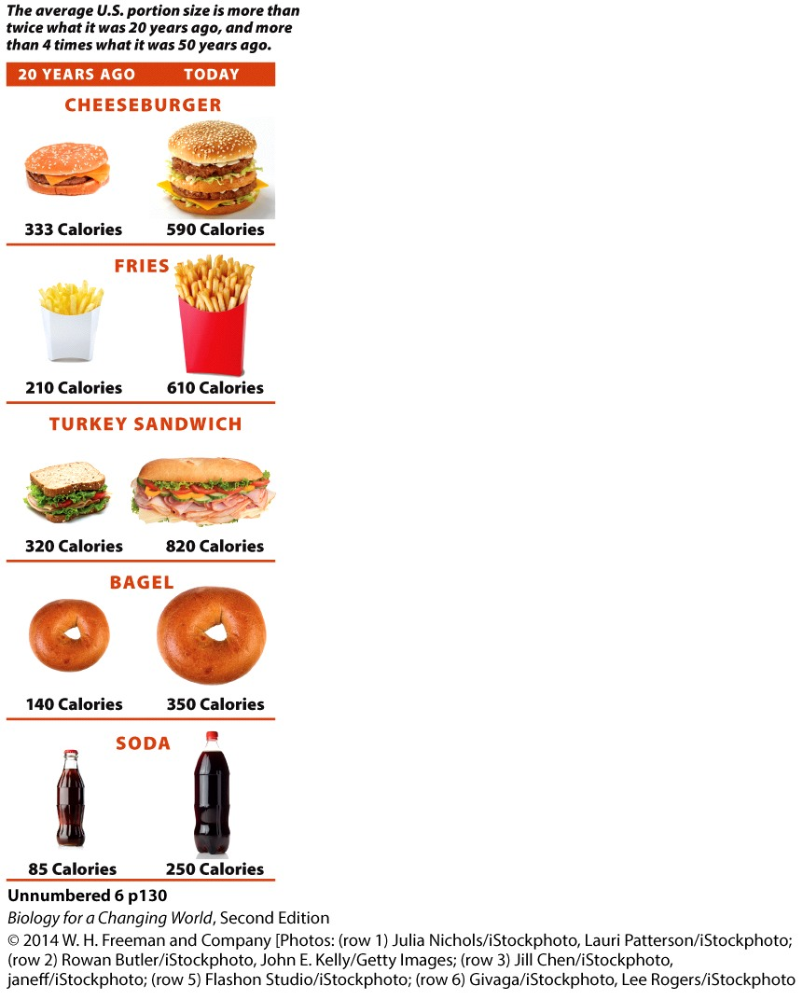 The average U.S. portion size is more than
twice what it was 20 years ago, and more
than 4 times what it was 50 years ago.
20 YEARS AGO TODAY
CHEESEBURGER
333 Calories 590 Calories
FRIES
210 Calories 610 Calories
TURKEY SANDWICH
320 Calories 820 Calories
BAGEL
140 Calories 350 Calories
SODA
85 Calories 250 Calories
Unnumbered 6 p130
Biology for a Changing World, Second Edition
© 2014 W. H. Freeman and Company [Photos: (row 1) Julia Nichols/iStockphoto, Lauri Patterson/iStockphoto;
(row 2) Rowan Butler/iStockphoto, John E. Kelly/Getty Images; (row 3) Jill Chen/iStockphoto,
janeff/iStockphoto; (row 5) Flashon Studio/iStockphoto; (row 6) Givaga/iStockphoto, Lee Rogers/iStockphoto